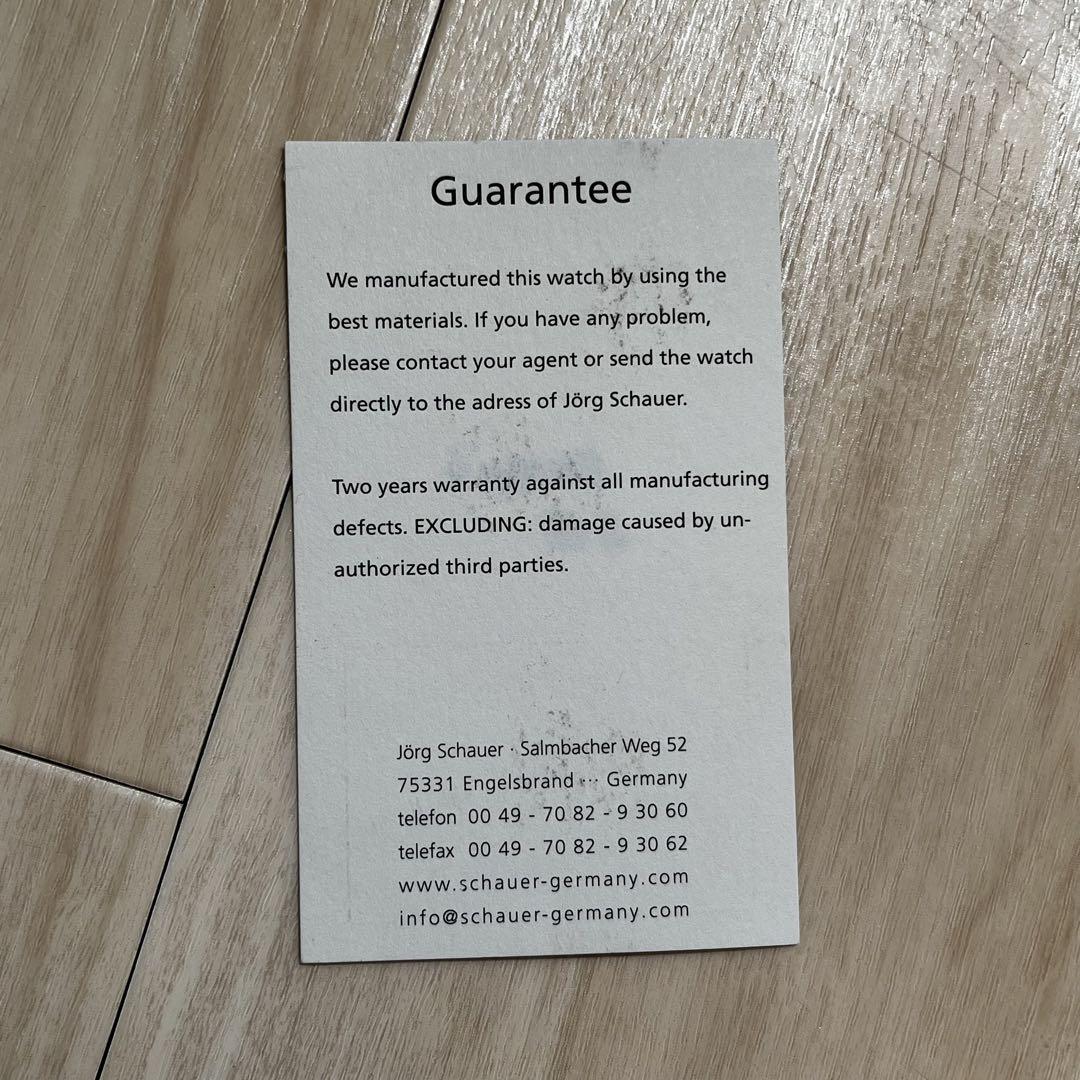 Guarantee
We manufactured this watch by using the
best materials. If you have any problem,
please contact your agent or send the watch
directly to the adress of Jörg Schauer.
Two years warranty against all manufacturing
defects. EXCLUDING: damage caused by un-
authorized third parties.
Jörg Schauer · Salmbacher Weg 52
75331 Engelsbrand ··· Germany
telefon 00 49 - 70 82 - 9 30 60
telefax 00 49 - 70 82 - 9 30 62
www.schauer-germany.com
info@schauer-germany.com